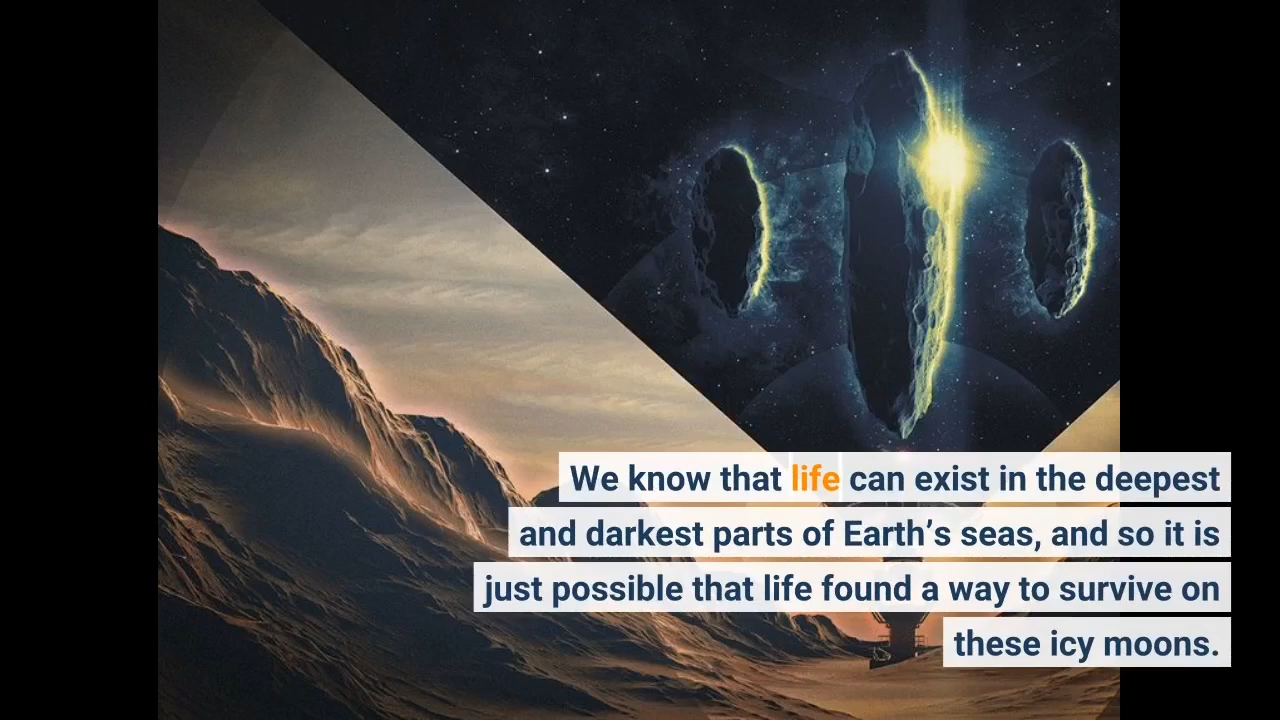 We know that life can exist in the deepest
and darkest parts of Earth’s seas, and so it is
just possible that life found a way to survive on
these icy moons.